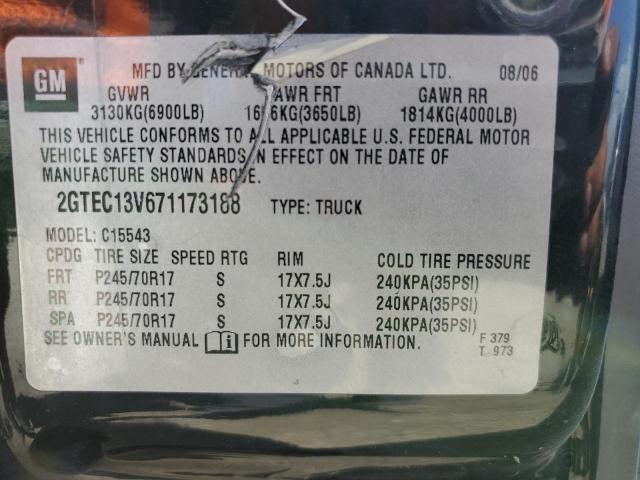 GM
MFD BY GENERAL MOTORS OF CANADA LTD. 08/06
GVWR GAWR FRT GAWR RR
3130KG(6900LB) 1656KG(3650LB) 1814KG(4000LB)
THIS VEHICLE CONFORMS TO ALL APPLICABLE U.S. FEDERAL MOTOR
VEHICLE SAFETY STANDARDS IN EFFECT ON THE DATE OF
MANUFACTURE SHOWN ABOVE.
2GTEC13V671173188 TYPE: TRUCK
MODEL: C15543
CPDG TIRE SIZE SPEED RTG RIM COLD TIRE PRESSURE
FRT P245/70R17 S 17X7.5J 240KPA(35PSI)
RR P245/70R17 S 17X7.5J 240KPA(35PSI)
SPA P245/70R17 S 17X7.5J 240KPA(35PSI)
SEE OWNER'S MANUAL FOR MORE INFORMATION. F 379
T 973